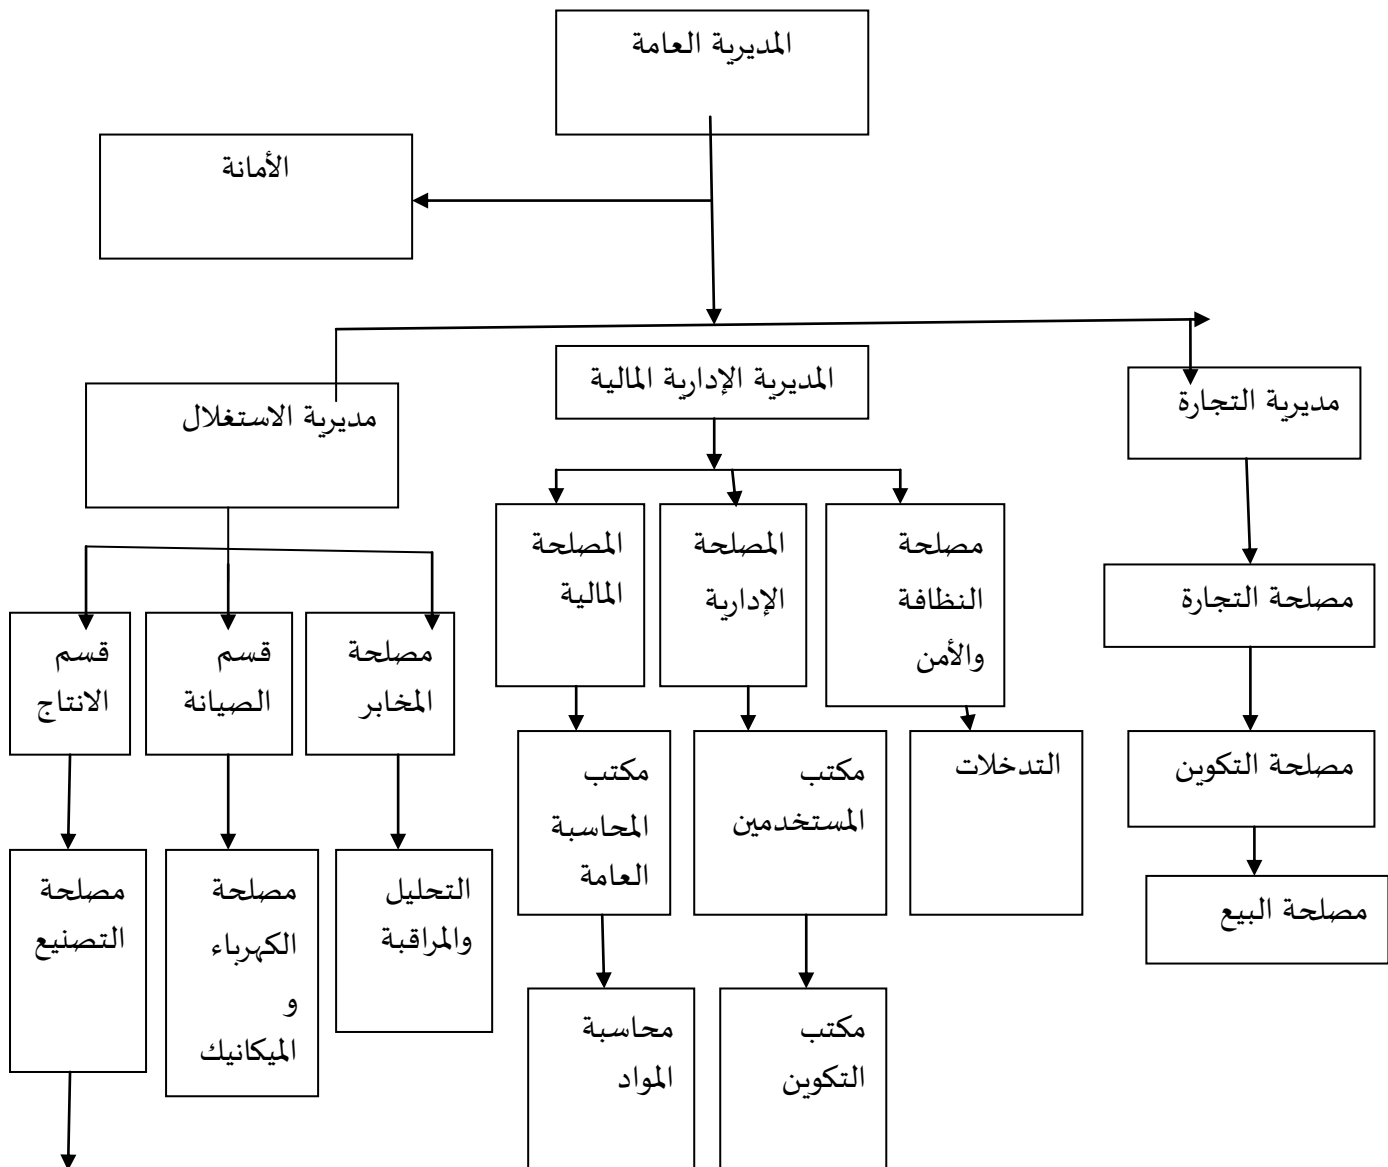 المديرية العامة
الأمانة
مديرية التجارة
المديرية الإدارية المالية
مديرية الاستغلال
مصلحة
النظافة
والأمن
المصلحة
الإدارية
المصلحة
المالية
مصلحة التجارة
مصلحة
المخابر
قسم
الصيانة
قسم
الانتاج
مصلحة التكوين
التدخلات
مكتب
المستخدمين
مكتب
المحاسبة
العامة
مصلحة البيع
التحليل
والمراقبة
مصلحة
الكهرباء
و
الميكانيك
مصلحة
التصنيع
مكتب
التكوين
محاسبة
المواد